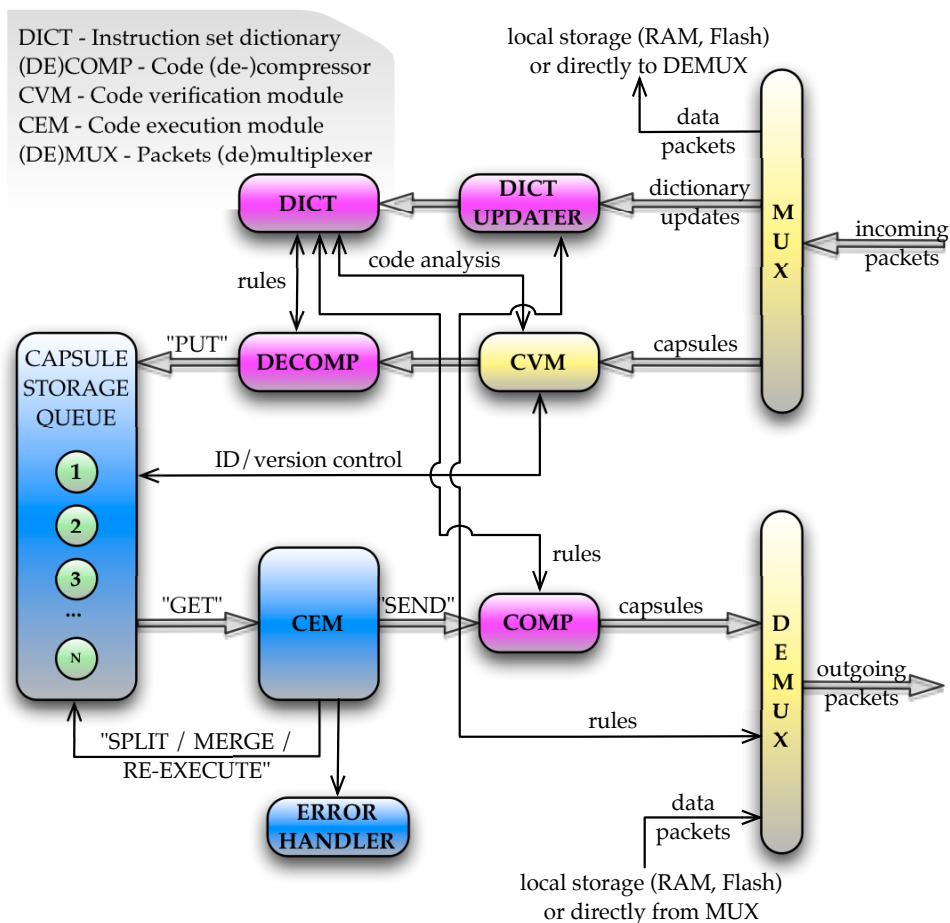 DICT - Instruction set dictionary
(DE)COMP - Code (de-)compressor
CVM - Code verification module
CEM - Code execution module
(DE)MUX - Packets (de)multiplexer
local storage (RAM, Flash)
or directly to DEMUX
data
packets
DICT
DICT
UPDATER
dictionary
updates
MUX
incoming
packets
code analysis
rules
"PUT"
DECOMP
CVM
capsules
CAPSULE
STORAGE
QUEUE
1
2
3
...
N
ID/version control
rules
"GET"
CEM
"SEND"
COMP
capsules
DEMUX
outgoing
packets
rules
"SPLIT / MERGE /
RE-EXECUTE"
ERROR
HANDLER
data
packets
local storage (RAM, Flash)
or directly from MUX